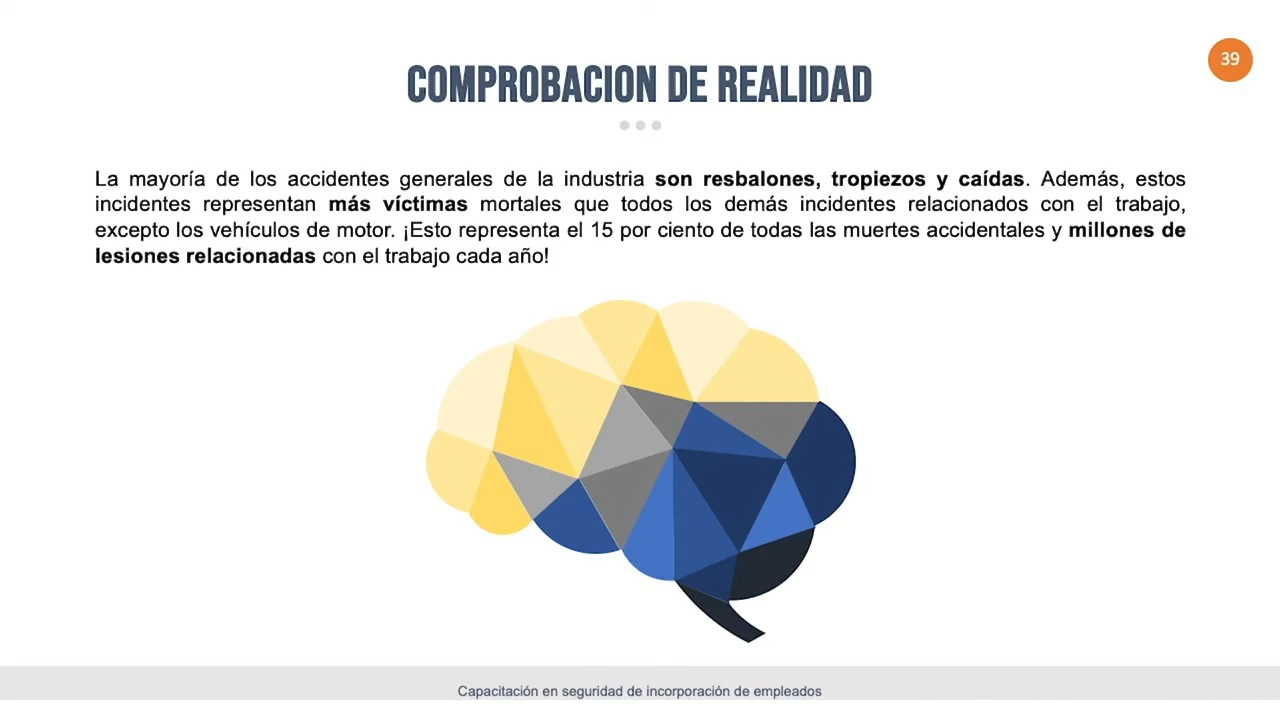 39
COMPROBACION DE REALIDAD
La mayoría de los accidentes generales de la industria son resbalones, tropiezos y caídas. Además, estos
incidentes representan más víctimas mortales que todos los demás incidentes relacionados con el trabajo,
excepto los vehículos de motor. ¡Esto representa el 15 por ciento de todas las muertes accidentales y millones de
lesiones relacionadas con el trabajo cada año!
Capacitación en seguridad de incorporación de empleados